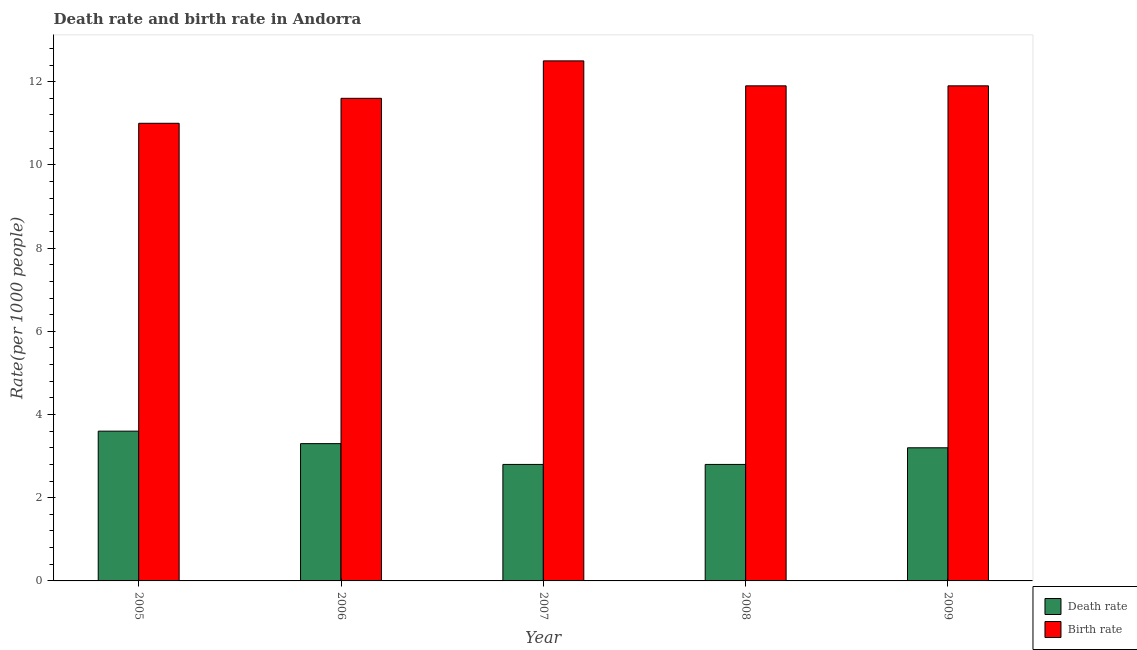 Death rate and birth rate in Andorra
Rate(per 1000 people)
12
10
8
6
4
2
0
2005
2006
2007
2008
2009
Year
Death rate
Birth rate